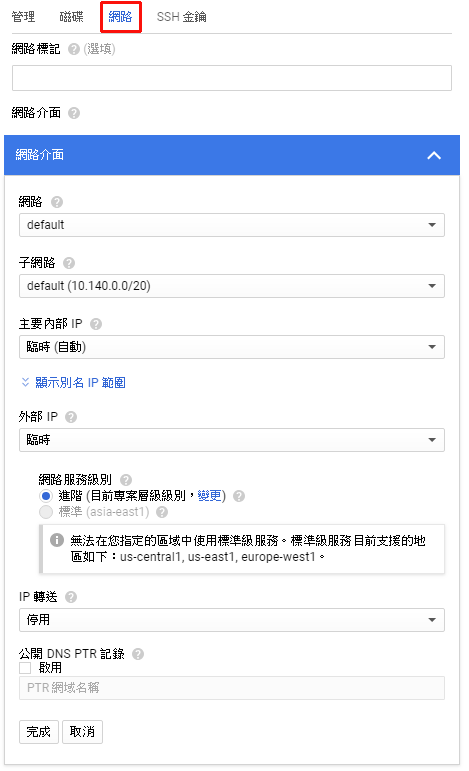 管理 磁碟 網路 SSH 金鑰
網路標記 ? (選填)
網路介面 ?
網路介面
網路 ?
default
子網路 ?
default (10.140.0.0/20)
主要內部 IP ?
臨時 (自動)
顯示別名 IP 範圍
外部 IP ?
臨時
網路服務級別 ?
進階 (目前專案層級級別，變更) ?
標準 (asia-east1) ?
無法在您指定的區域中使用標準級服務。標準級服務目前支援的地
區如下：us-central1, us-east1, europe-west1。
IP 轉送 ?
停用
公開 DNS PTR 記錄 ?
啟用
PTR 網域名稱
完成 取消